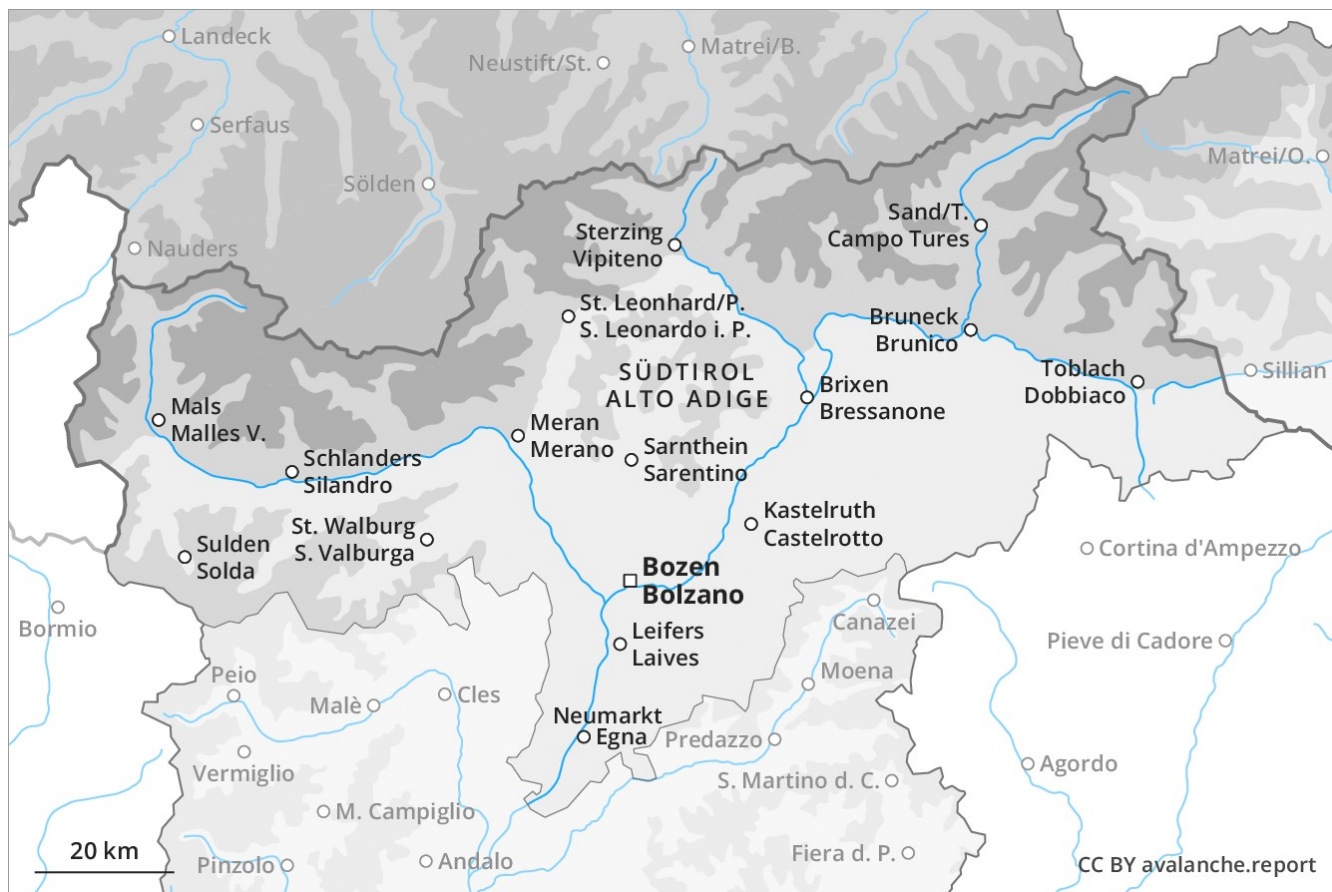 Landeck
Matrei/B.
Neustift/St.
Serfaus
Matrei/O.
Sölden
Sand/T.
Campo Tures
Sterzing
Vipiteno
Nauders
St. Leonhard/P.
S. Leonardo i. P.
Bruneck
Brunico
SÜDTIROL
ALTO ADIGE
Toblach
Dobbiaco
Sillian
Brixen
Bressanone
Mals
Malles V.
Meran
Merano
Sarnthein
Sarentino
Schlanders
Silandro
Kastelruth
Castelrotto
St. Walburg
S. Valburga
Sulden
Solda
Cortina d'Ampezzo
Bozen
Bolzano
Bormio
Canazei
Leifers
Laives
Pieve di Cadore
Peio
Moena
Malè
Cles
Neumarkt
Egna
Predazzo
Vermiglio
Agordo
S. Martino d. C.
M. Campiglio
20 km
Pinzolo
Andalo
Fiera d. P.
CC BY avalanche.report